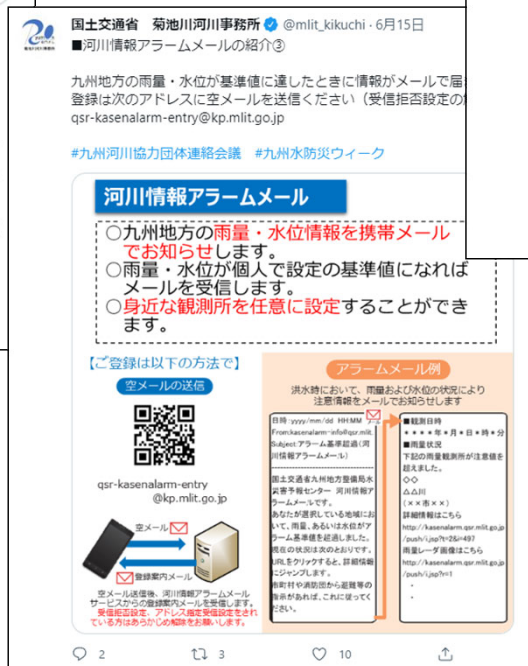 国土交通省　菊池川河川事務所 @mlit_kikuchi · 6月15日
■河川情報アラームメールの紹介③
九州地方の雨量・水位が基準値に達したときに情報がメールで届き
登録は次のアドレスに空メールを送信ください（受信拒否設定の
qsr-kasenalarm-entry@kp.mlit.go.jp
#九州河川協力団体連絡会議　#九州水防災ウィーク
河川情報アラームメール
○九州地方の雨量・水位情報を携帯メール
でお知らせします。
○雨量・水位が個人で設定の基準値になれば
メールを受信します。
○身近な観測所を任意に設定することができ
ます。
【ご登録は以下の方法で】
空メールの送信
qsr-kasenalarm-entry
@kp.mlit.go.jp
空メール
登録案内メール
空メール送信後、河川情報アラームメール
サービスからの登録案内メールを受信します。
受信拒否設定、アドレス指定受信設定をされ
ている方はあらかじめ解除をお願いします。
アラームメール例
洪水時において、雨量および水位の状況により
注意情報をメールでお知らせします
日時:yyyy/mm/dd HH:MM
From:kasenalarm-info@qsr.mlit.
Subject:アラーム基準超過(河
川情報アラームメール)
国土交通省九州地方整備局水
災害予報センター 河川情報ア
ラームメールです。
あなたが選択している地域にお
いて、雨量、あるいは水位がア
ラーム基準値を超過しました。
現在の状況は次のとおりです。
URLをクリックすると、詳細情報
にジャンプします。
市町村や消防団から避難等の
指示があれば、これに従ってく
ださい。
■観測日時
＊＊＊＊年＊月＊日＊時＊分
■雨量状況
下記の雨量観測所が注意値を
超えました。
◇◇
△△川
(××市××)
詳細情報はこちら
http://kasenalarm.qsr.mlit.go.jp
/push/i.jsp?t=2&i=497
雨量レーダ画像はこちら
http://kasenalarm.qsr.mlit.go.jp
/push/i.jsp?r=1
・
・
2 3 10